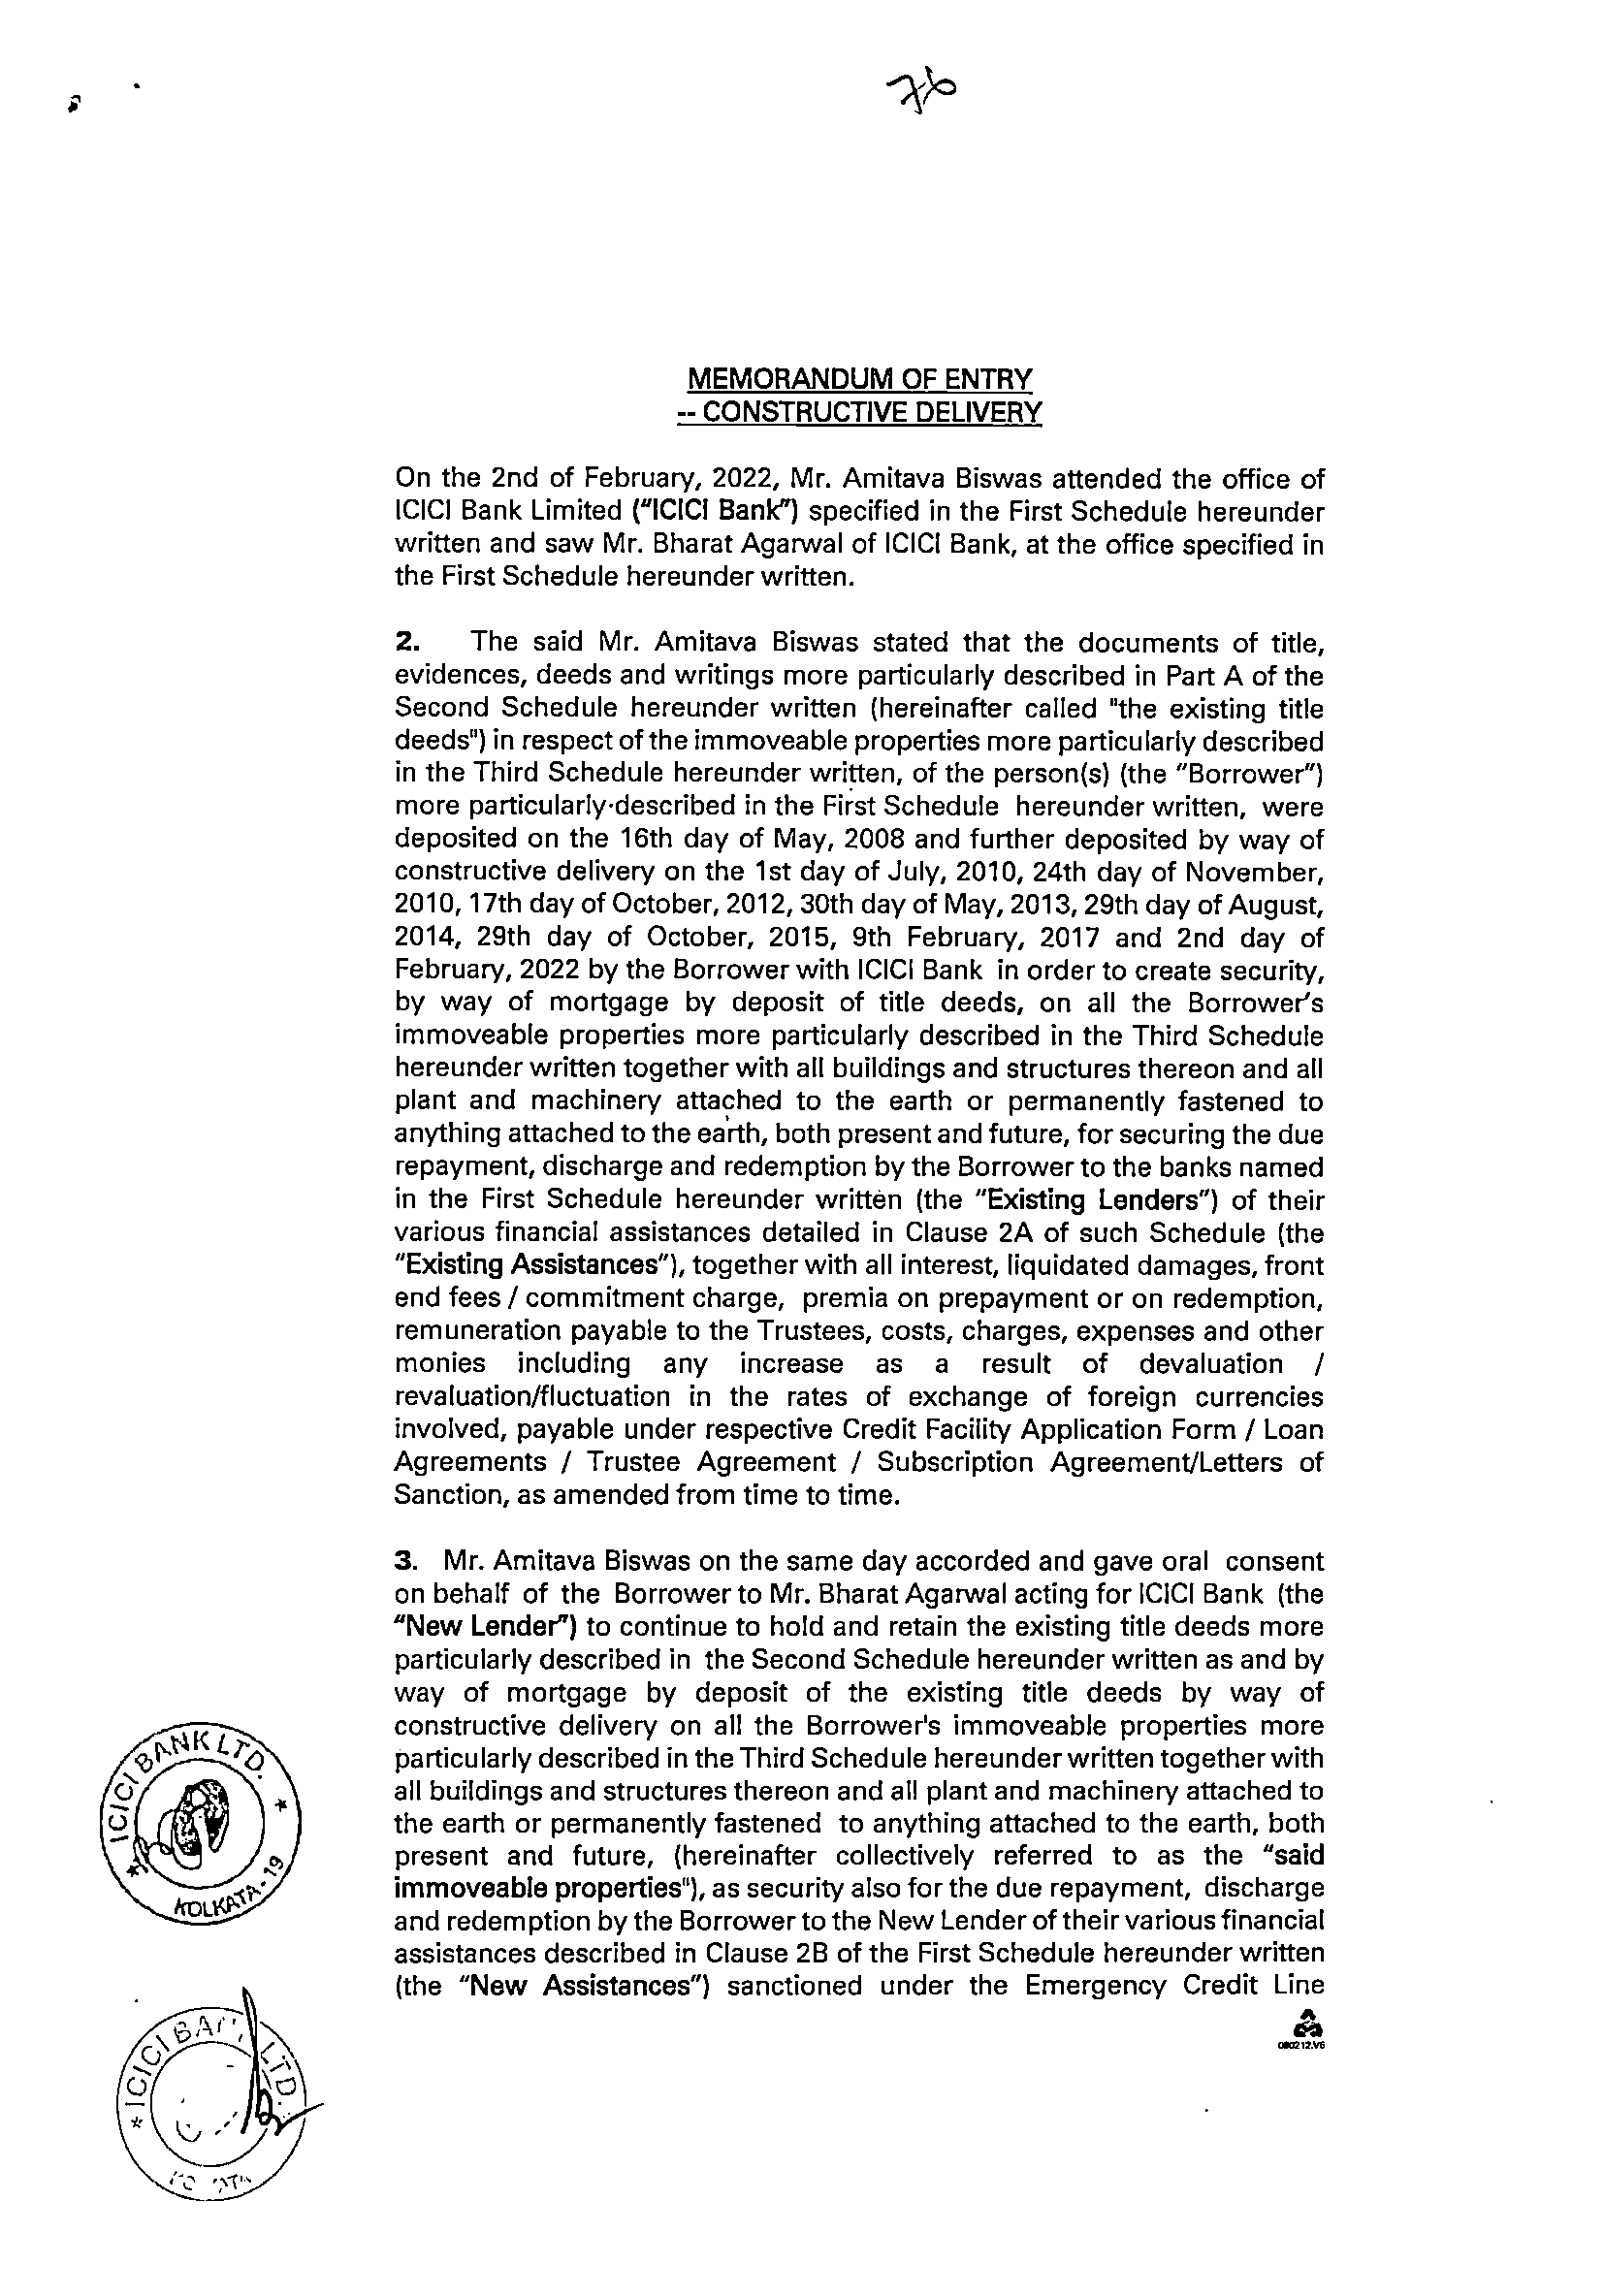 76
MEMORANDUM OF ENTRY
-- CONSTRUCTIVE DELIVERY
On the 2nd of February, 2022, Mr. Amitava Biswas attended the office of
ICICI Bank Limited ("ICICI Bank") specified in the First Schedule hereunder
written and saw Mr. Bharat Agarwal of ICICI Bank, at the office specified in
the First Schedule hereunder written.
2. The said Mr. Amitava Biswas stated that the documents of title,
evidences, deeds and writings more particularly described in Part A of the
Second Schedule hereunder written (hereinafter called "the existing title
deeds") in respect of the immoveable properties more particularly described
in the Third Schedule hereunder written, of the person(s) (the "Borrower")
more particularly described in the First Schedule hereunder written, were
deposited on the 16th day of May, 2008 and further deposited by way of
constructive delivery on the 1st day of July, 2010, 24th day of November,
2010, 17th day of October, 2012, 30th day of May, 2013, 29th day of August,
2014, 29th day of October, 2015, 9th February, 2017 and 2nd day of
February, 2022 by the Borrower with ICICI Bank in order to create security,
by way of mortgage by deposit of title deeds, on all the Borrower's
immoveable properties more particularly described in the Third Schedule
hereunder written together with all buildings and structures thereon and all
plant and machinery attached to the earth or permanently fastened to
anything attached to the earth, both present and future, for securing the due
repayment, discharge and redemption by the Borrower to the banks named
in the First Schedule hereunder written (the "Existing Lenders") of their
various financial assistances detailed in Clause 2A of such Schedule (the
"Existing Assistances"), together with all interest, liquidated damages, front
end fees / commitment charge, premia on prepayment or on redemption,
remuneration payable to the Trustees, costs, charges, expenses and other
monies including any increase as a result of devaluation /
revaluation/fluctuation in the rates of exchange of foreign currencies
involved, payable under respective Credit Facility Application Form / Loan
Agreements / Trustee Agreement / Subscription Agreement/Letters of
Sanction, as amended from time to time.
3. Mr. Amitava Biswas on the same day accorded and gave oral consent
on behalf of the Borrower to Mr. Bharat Agarwal acting for ICICI Bank (the
"New Lender") to continue to hold and retain the existing title deeds more
particularly described in the Second Schedule hereunder written as and by
way of mortgage by deposit of the existing title deeds by way of
constructive delivery on all the Borrower's immoveable properties more
particularly described in the Third Schedule hereunder written together with
all buildings and structures thereon and all plant and machinery attached to
the earth or permanently fastened to anything attached to the earth, both
present and future, (hereinafter collectively referred to as the "said
immoveable properties"), as security also for the due repayment, discharge
and redemption by the Borrower to the New Lender of their various financial
assistances described in Clause 2B of the First Schedule hereunder written
(the "New Assistances") sanctioned under the Emergency Credit Line
ICICI BANK LTD.
KOLKATA-19
ICICI LTD.